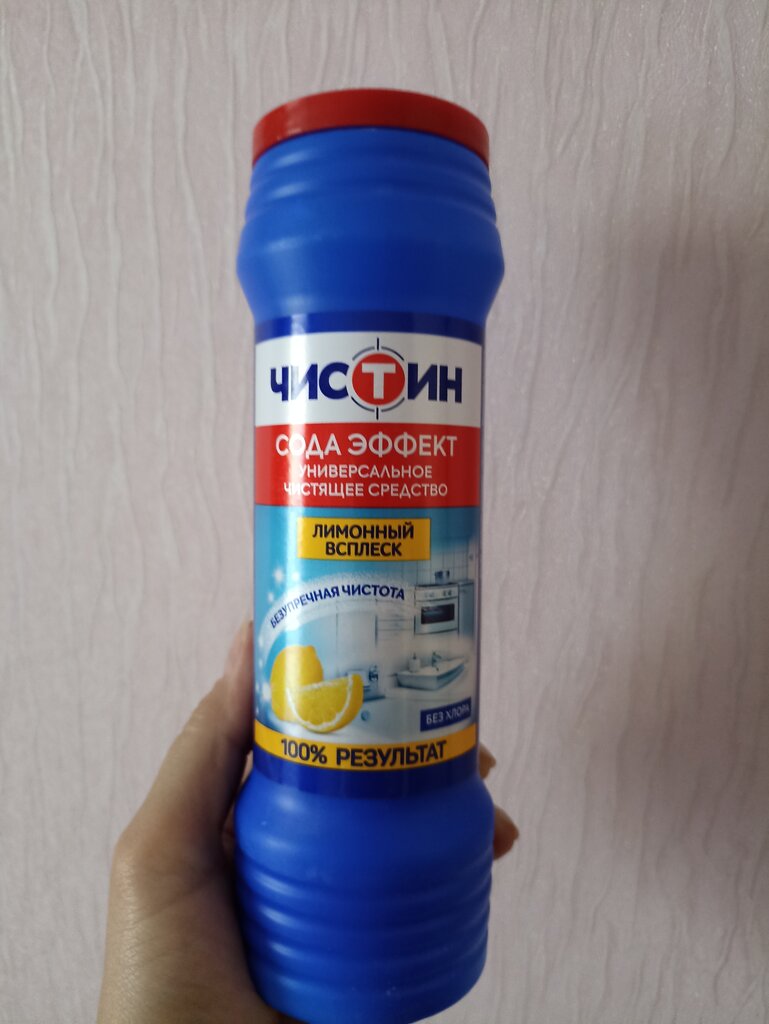 ЧИСТИН
СОДА ЭФФЕКТ
УНИВЕРСАЛЬНОЕ
ЧИСТЯЩЕЕ СРЕДСТВО
ЛИМОННЫЙ
ВСПЛЕСК
БЕЗУПРЕЧНАЯ ЧИСТОТА
БЕЗ ХЛОРА
100% РЕЗУЛЬТАТ